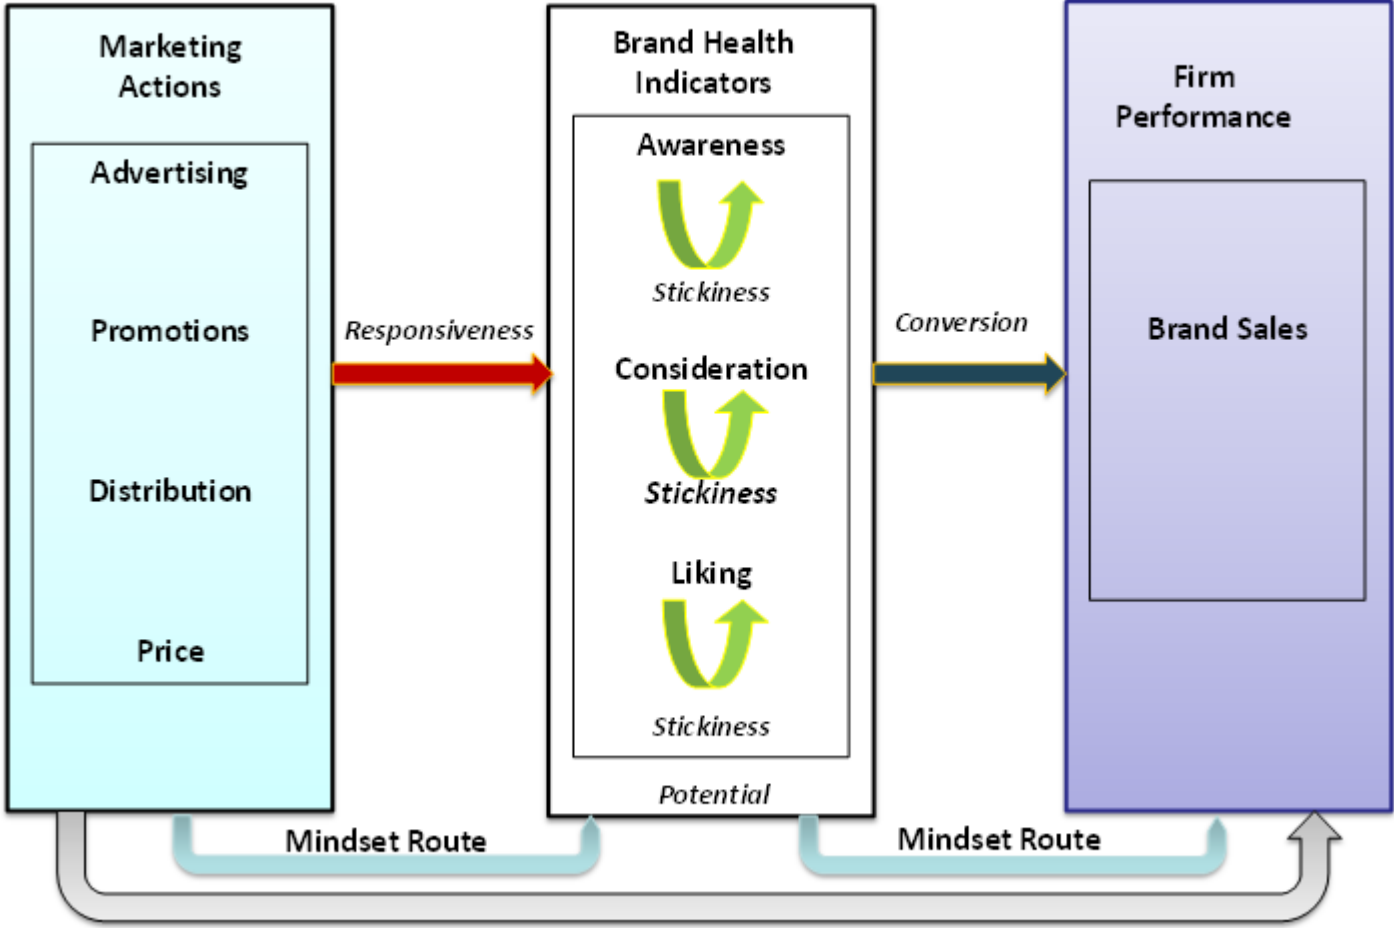 Marketing
Actions
Advertising
Promotions
Distribution
Price
Responsiveness
Brand Health
Indicators
Awareness
Stickiness
Consideration
Stickiness
Liking
Stickiness
Potential
Conversion
Firm
Performance
Brand Sales
Mindset Route
Mindset Route